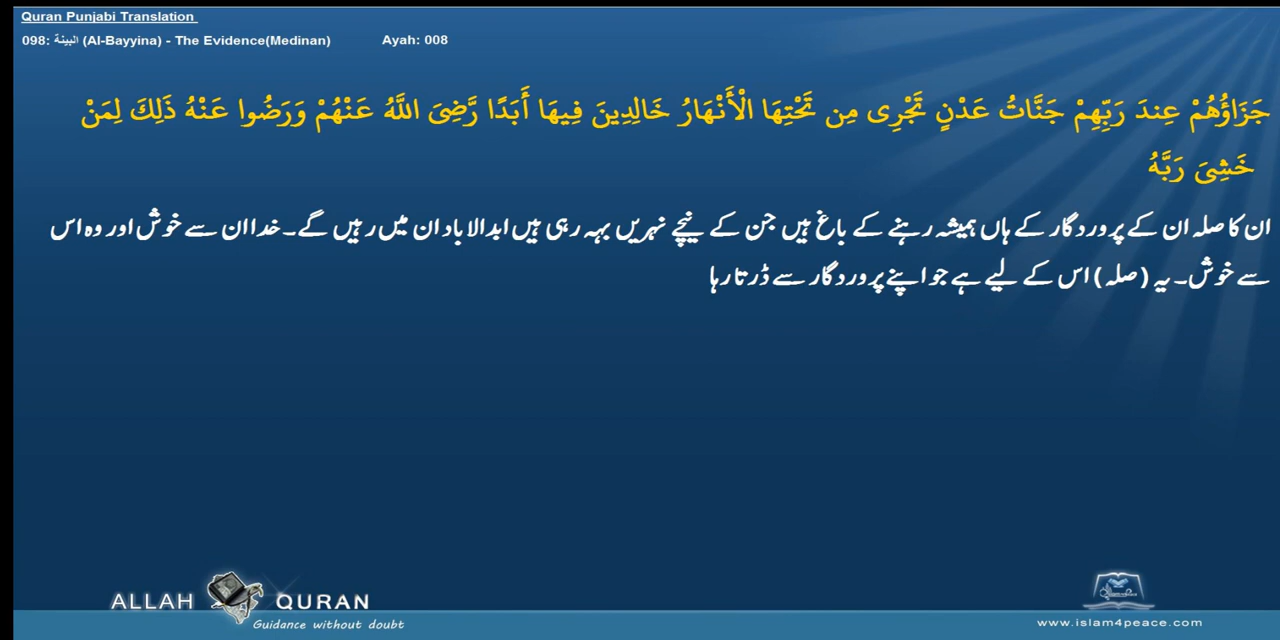 Quran Punjabi Translation
098: البينة (Al-Bayyina) - The Evidence(Medinan) Ayah: 008
جَزَاؤُهُمْ عِندَ رَبِّهِمْ جَنَّاتُ عَدْنٍ تَجْرِى مِن تَحْتِهَا الْأَنْهَارُ خَالِدِينَ فِيهَا أَبَدًا رَّضِىَ اللَّهُ عَنْهُمْ وَرَضُوا عَنْهُ ذَلِكَ لِمَنْ
خَشِىَ رَبَّهُ
ان کا صلہ ان کے پروردگار کے ہاں ہمیشہ رہنے کے باغ ہیں جن کے نیچے نہریں بہہ رہی ہیں ابدالاباد ان میں رہیں گے۔ خدا ان سے خوش اور وہ اس
سے خوش۔ یہ (صلہ) اس کے لیے ہے جو اپنے پروردگار سے ڈرتا رہا
ALLAH QURAN
Guidance without doubt
www.islam4peace.com